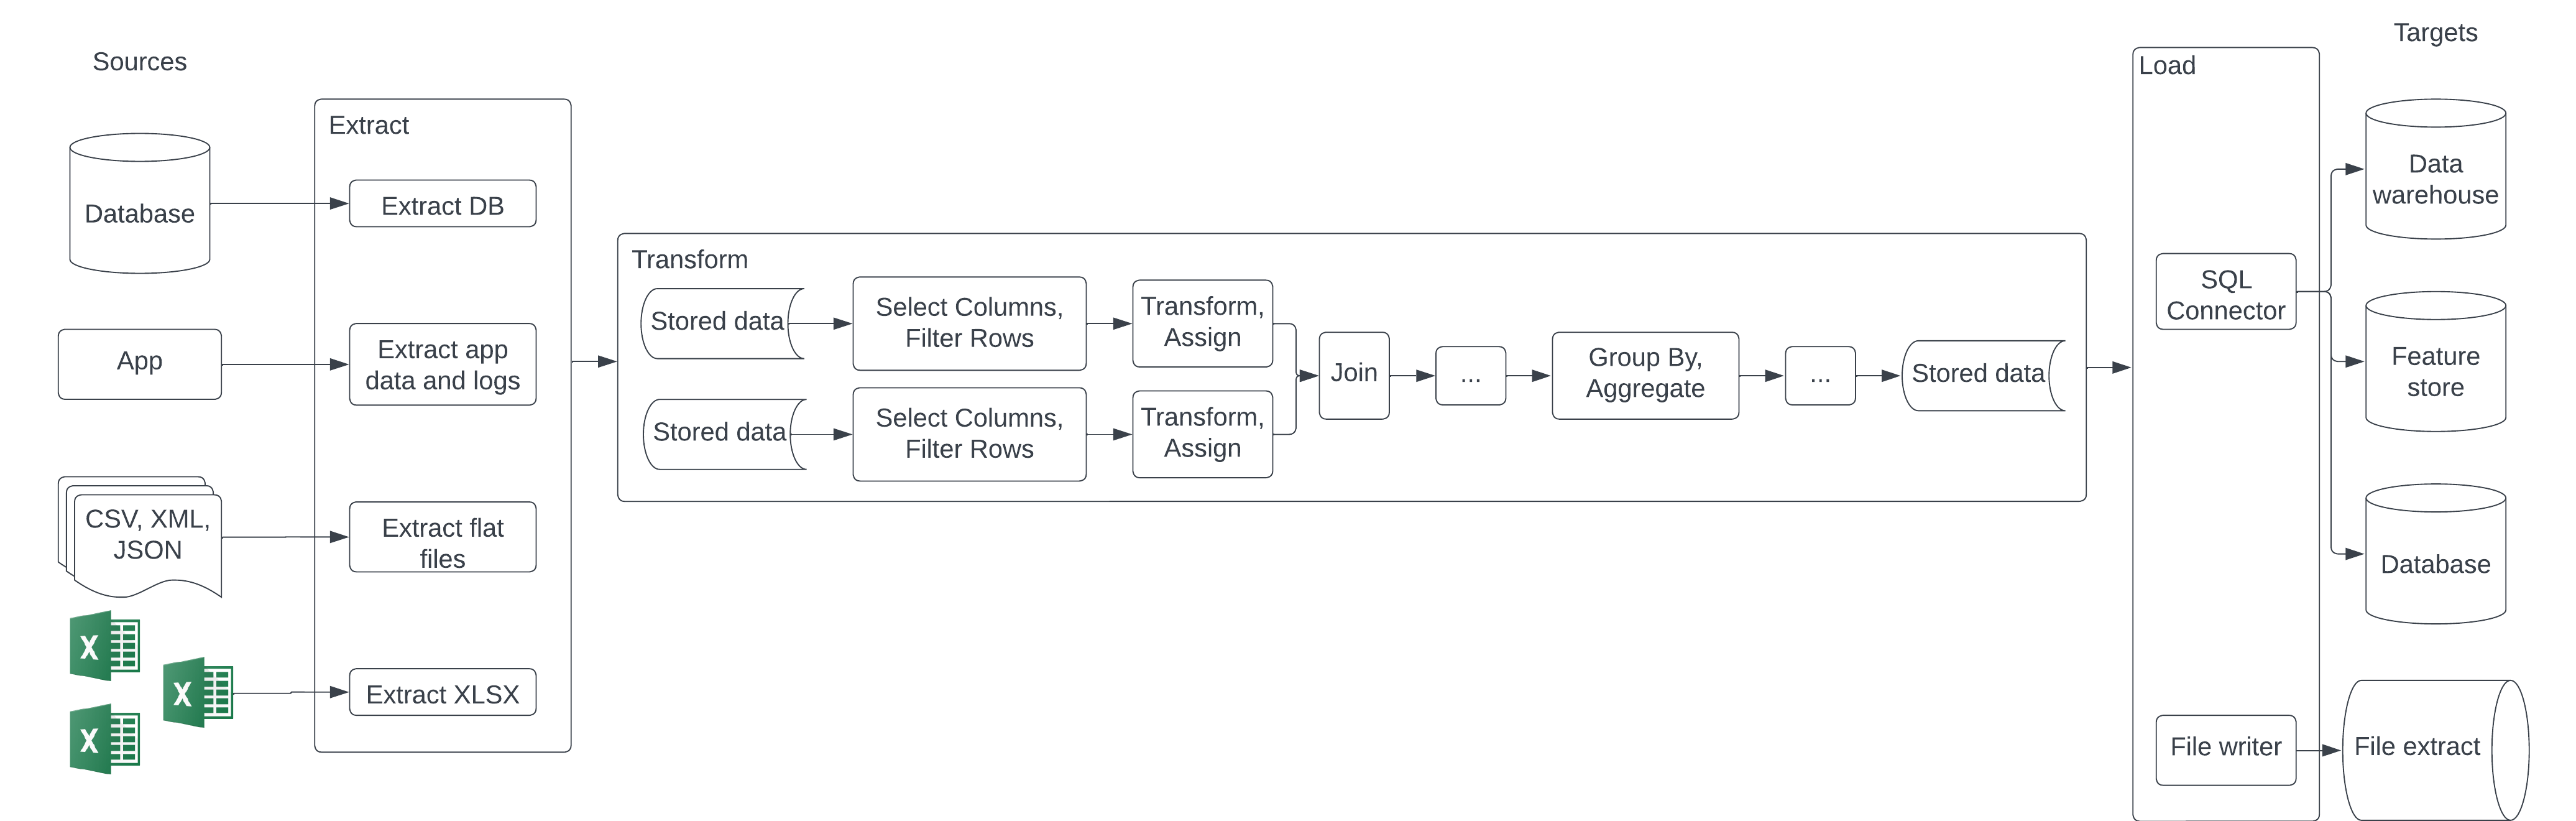 Sources
Database
App
CSV, XML,
JSON
X
X
X
Extract
Extract DB
Extract app
data and logs
Extract flat
files
Extract XLSX
Transform
Stored data
Select Columns,
Filter Rows
Transform,
Assign
Stored data
Select Columns,
Filter Rows
Transform,
Assign
Join
...
Group By,
Aggregate
...
Stored data
Load
SQL
Connector
File writer
Targets
Data
warehouse
Feature
store
Database
File extract